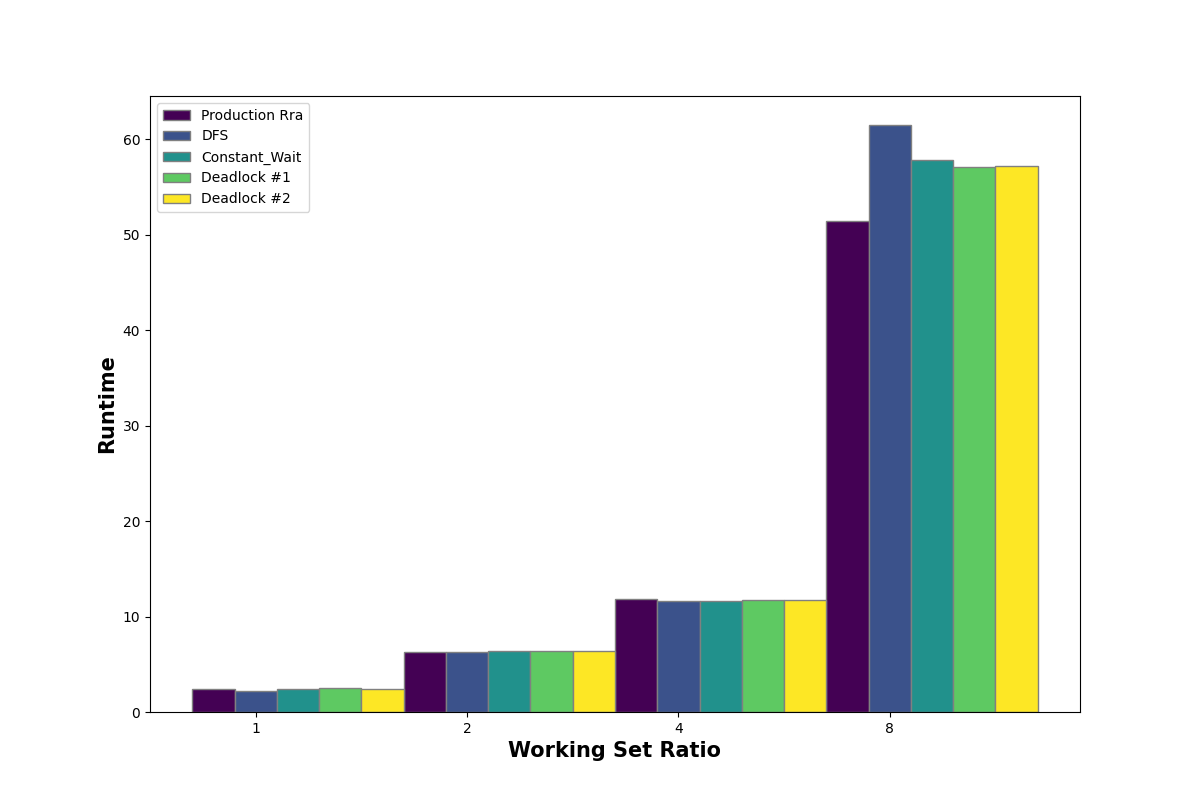 Production Rra
DFS
Constant_Wait
Deadlock #1
Deadlock #2
60
50
40
30
20
10
0
Runtime
1 2 4 8
Working Set Ratio